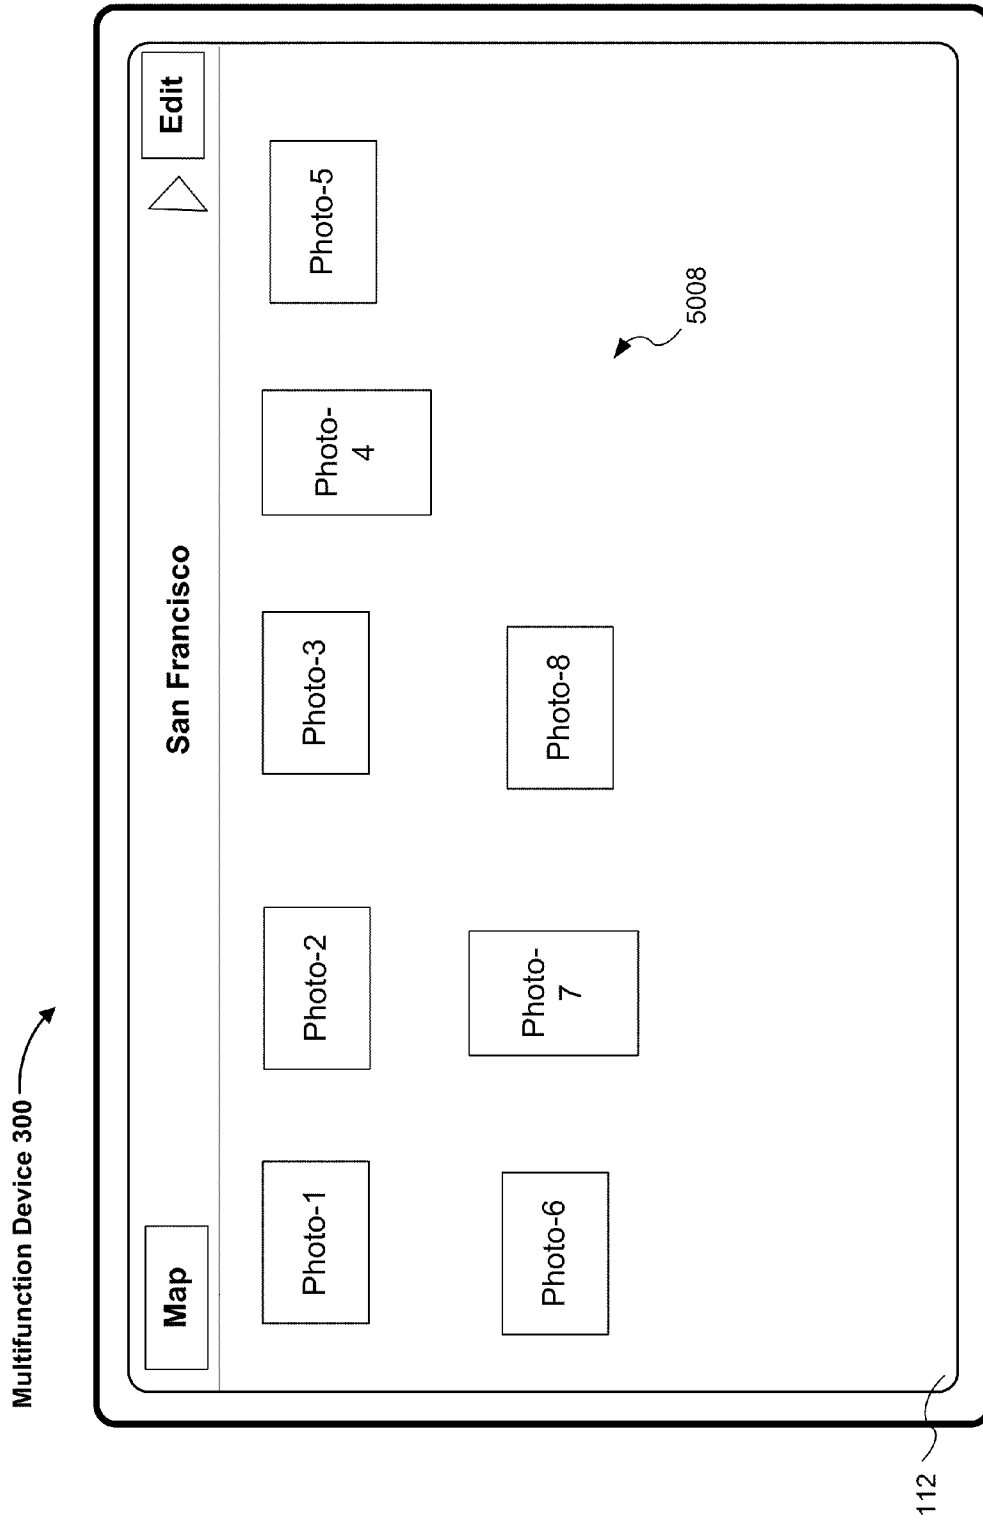 Multifunction Device 300
Map
San Francisco
Edit
Photo-1
Photo-2
Photo-3
Photo-
4
Photo-5
Photo-6
Photo-
7
Photo-8
5008
112